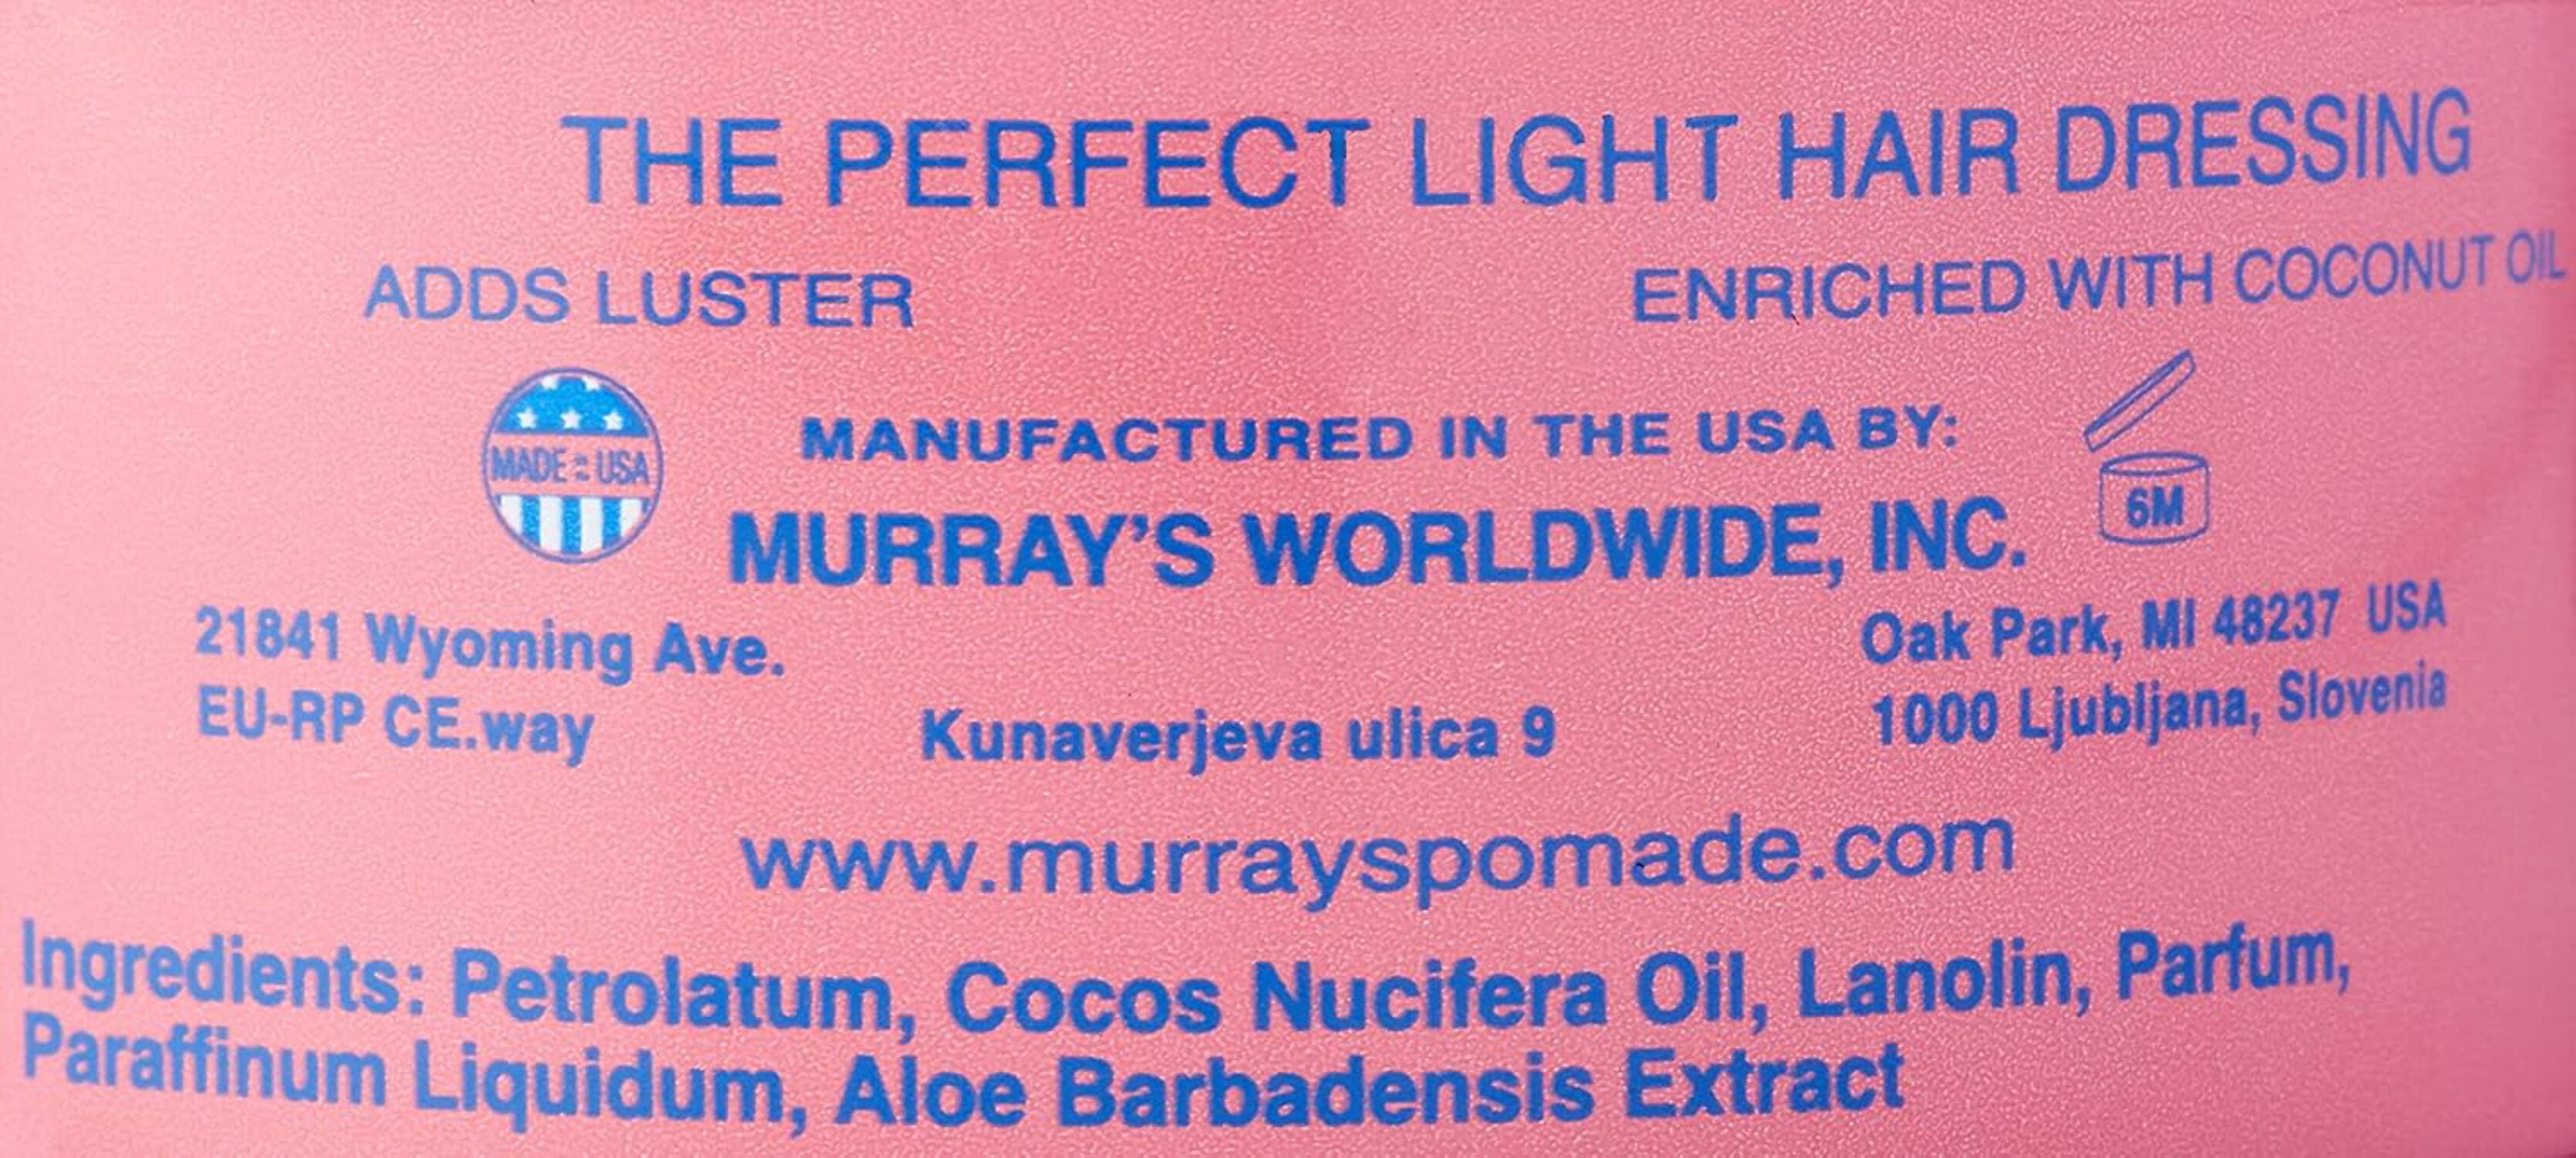 THE PERFECT LIGHT HAIR DRESSING
ADDS LUSTER ENRICHED WITH COCONUT OIL
MADE IN USA
MANUFACTURED IN THE USA BY:
MURRAY'S WORLDWIDE, INC.
6M
21841 Wyoming Ave. Oak Park, MI 48237 USA
EU-RP CE.way Kunaverjeva ulica 9 1000 Ljubljana, Slovenia
www.murrayspomade.com
Ingredients: Petrolatum, Cocos Nucifera Oil, Lanolin, Parfum,
Paraffinum Liquidum, Aloe Barbadensis Extract